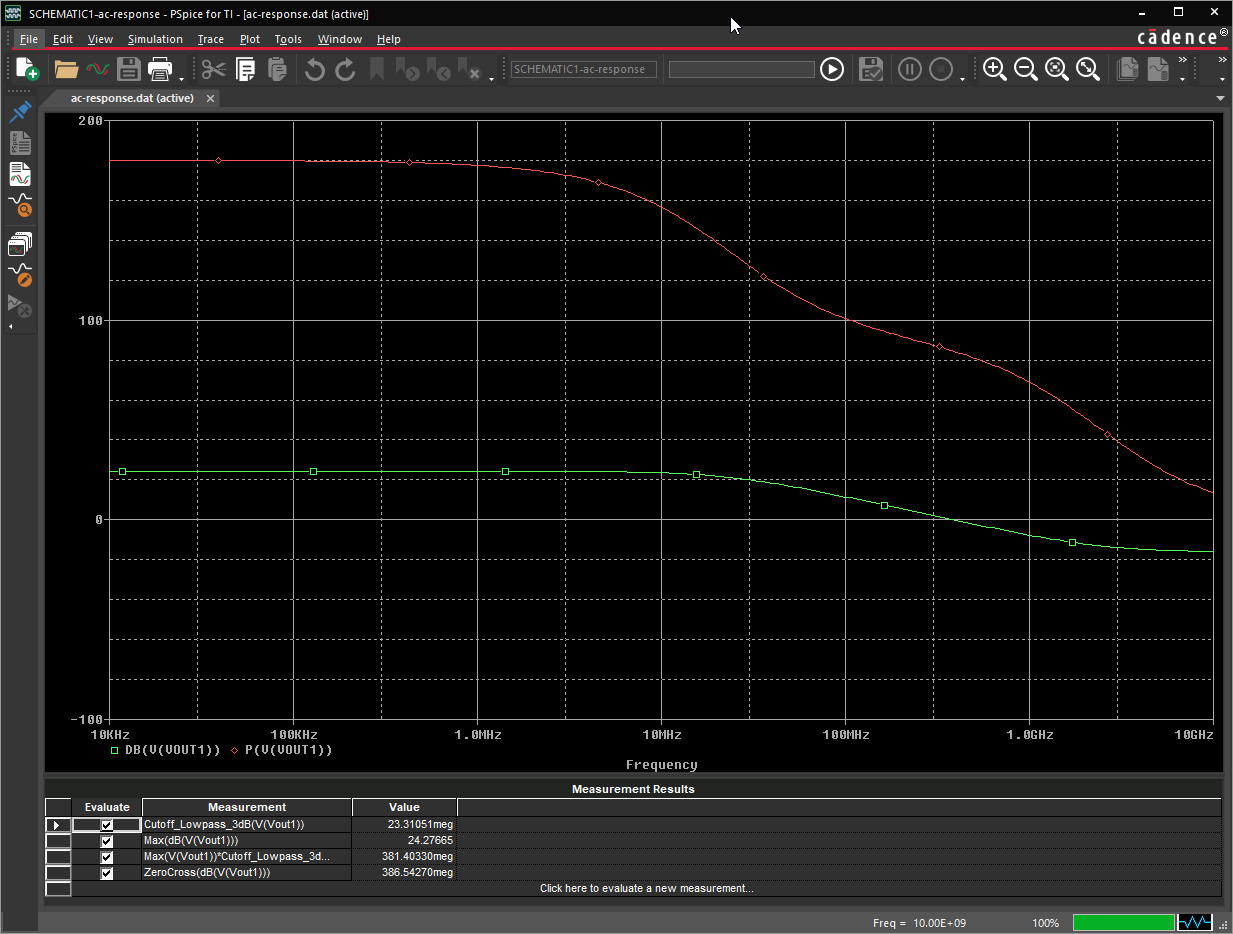 SCHEMATIC1-ac-response - PSpice for TI - [ac-response.dat (active)]
File Edit View Simulation Trace Plot Tools Window Help
cādence®
SCHEMATIC1-ac-response
ac-response.dat (active)
200
100
0
-100
10KHz 100KHz 1.0MHz 10MHz 100MHz 1.0GHz 10GHz
DB(V(VOUT1)) P(V(VOUT1))
Frequency
Measurement Results
Evaluate Measurement Value
Cutoff_Lowpass_3dB(V(Vout1)) 23.31051meg
Max(dB(V(Vout1))) 24.27665
Max(V(Vout1))*Cutoff_Lowpass_3d... 381.40330meg
ZeroCross(dB(V(Vout1))) 386.54270meg
Click here to evaluate a new measurement...
Freq = 10.00E+09 100%